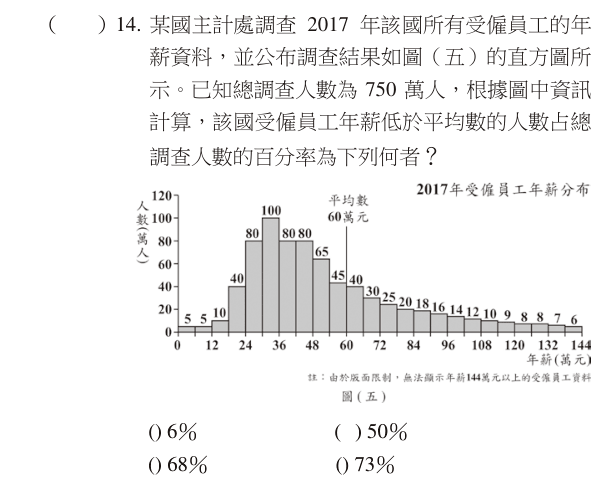 (　　) 14. 某國主計處調查 2017 年該國所有受僱員工的年
薪資料，並公布調查結果如圖（五）的直方圖所
示。已知總調查人數為 750 萬人，根據圖中資訊
計算，該國受僱員工年薪低於平均數的人數占總
調查人數的百分率為下列何者？
2017年受僱員工年薪分布
人數(萬人)
120
100
80
60
40
20
0
平均數
60萬元
5 5 10 40 80 100 80 80 65 45 40 30 25 20 18 16 14 12 10 9 8 8 7 6
0 12 24 36 48 60 72 84 96 108 120 132 144
年薪(萬元)
註：由於版面限制，無法顯示年薪144萬元以上的受僱員工資料
圖（五）
() 6% ( ) 50%
() 68% () 73%